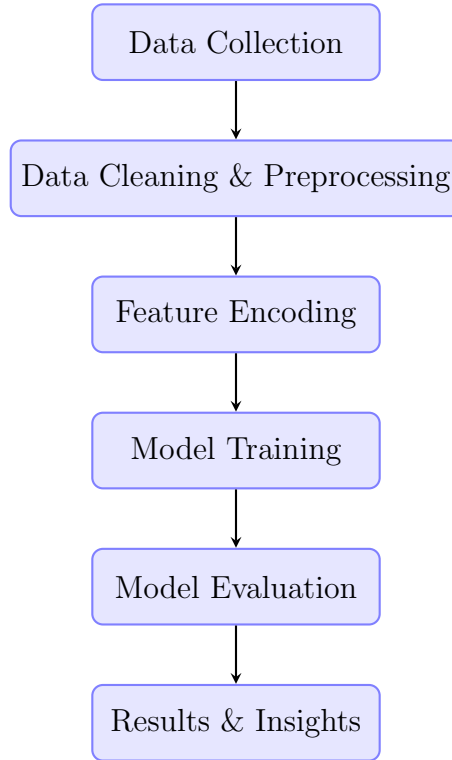 Data Collection
Data Cleaning & Preprocessing
Feature Encoding
Model Training
Model Evaluation
Results & Insights